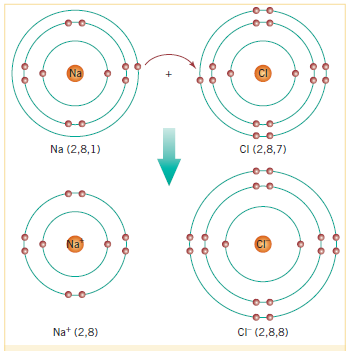 Na + Cl
Na (2,8,1) Cl (2,8,7)
Na⁺ Cl⁻
Na⁺ (2,8) Cl⁻ (2,8,8)